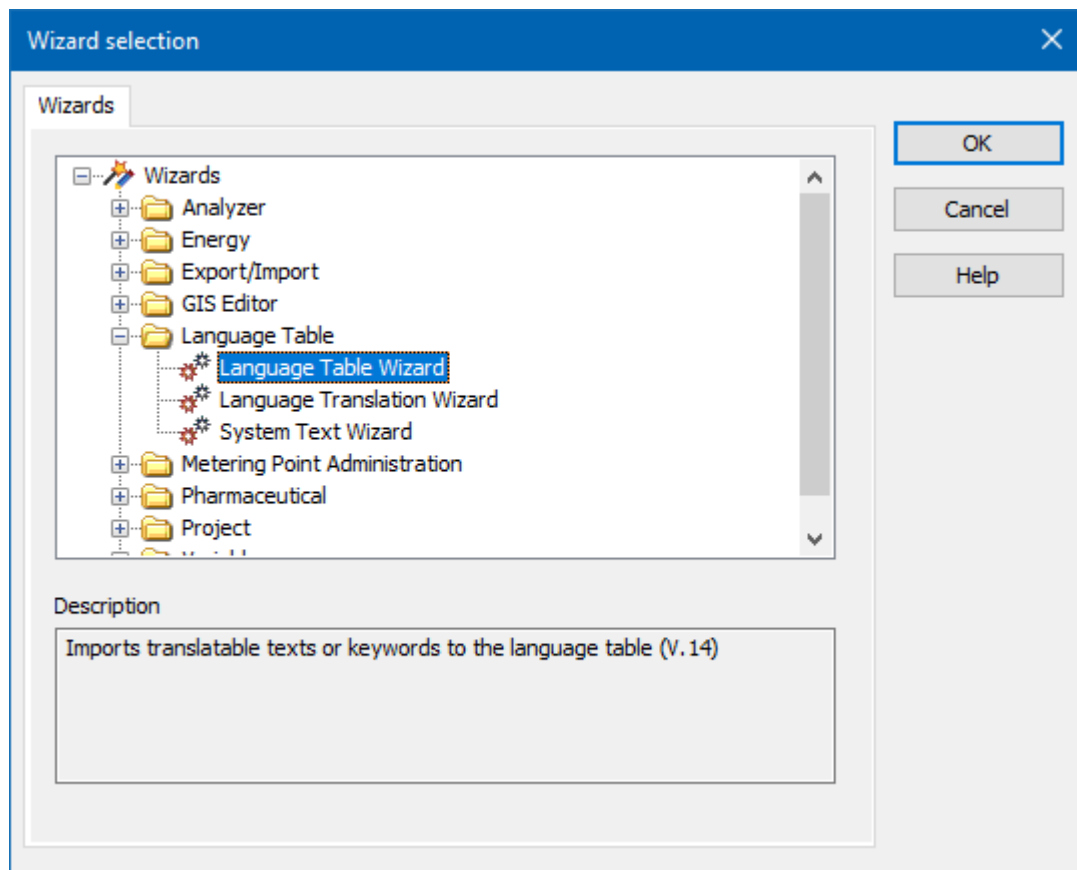 Wizard selection
Wizards
OK
Cancel
Help
Wizards
Analyzer
Energy
Export/Import
GIS Editor
Language Table
Language Table Wizard
Language Translation Wizard
System Text Wizard
Metering Point Administration
Pharmaceutical
Project
Description
Imports translatable texts or keywords to the language table (V.14)